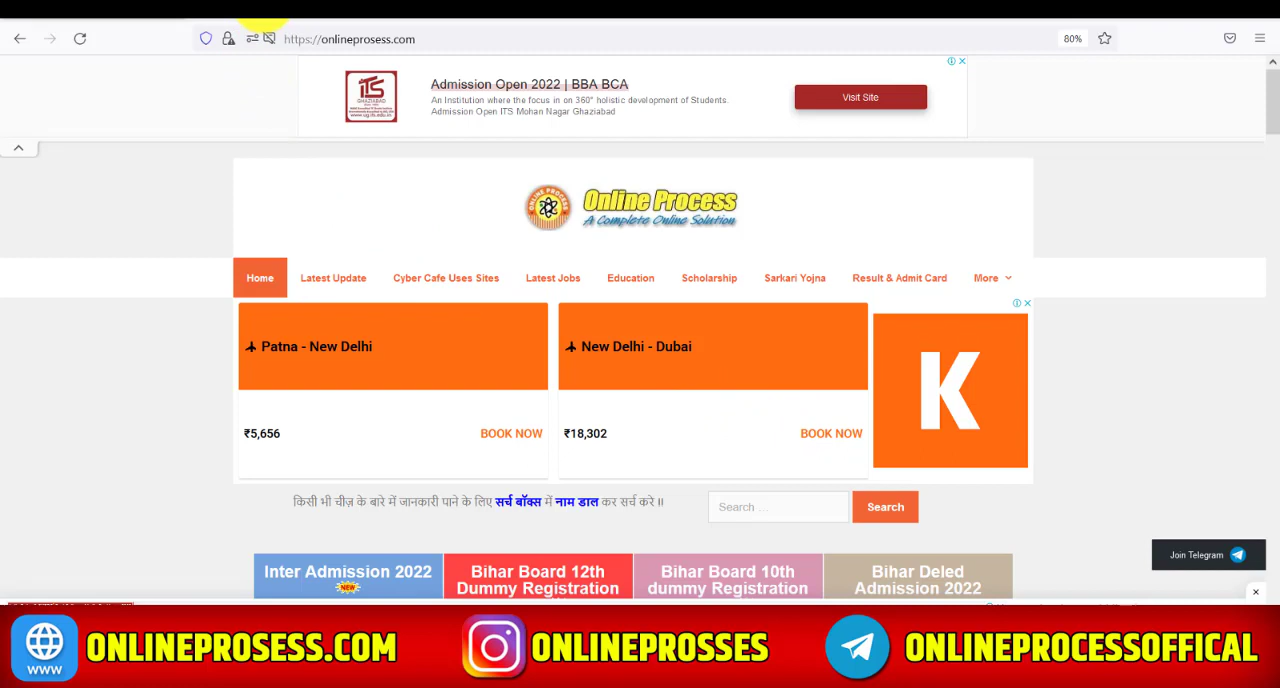 https://onlineprosess.com
80%
ITS
GHAZIABAD
Admission Open 2022 | BBA BCA
An Institution where the focus in on 360° holistic development of Students.
Admission Open ITS Mohan Nagar Ghaziabad
Visit Site
Online Process
A Complete Online Solution
Home
Latest Update
Cyber Cafe Uses Sites
Latest Jobs
Education
Scholarship
Sarkari Yojna
Result & Admit Card
More
Patna - New Delhi
New Delhi - Dubai
K
₹5,656
BOOK NOW
₹18,302
BOOK NOW
किसी भी चीज़ के बारे में जानकारी पाने के लिए सर्च बॉक्स में नाम डाल कर सर्च करे ॥
Search …
Search
Join Telegram
Inter Admission 2022
NEW
Bihar Board 12th
Dummy Registration
Bihar Board 10th
dummy Registration
Bihar Deled
Admission 2022
WWW
ONLINEPROSESS.COM
ONLINEPROSSES
ONLINEPROCESSOFFICAL